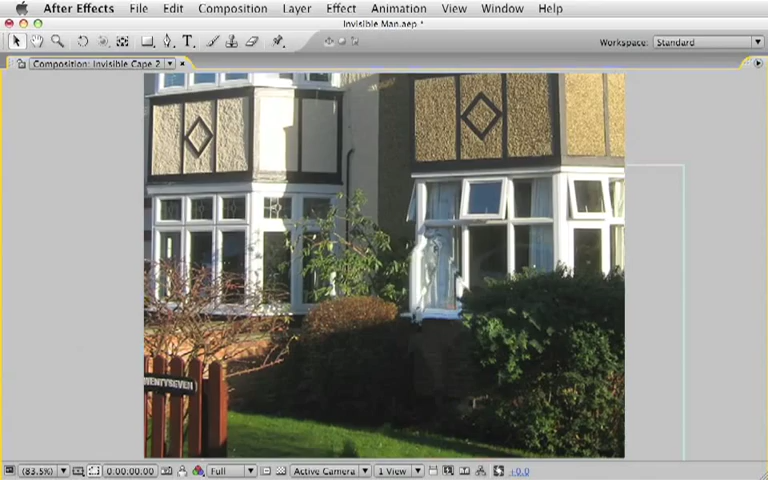 After Effects File Edit Composition Layer Effect Animation View Window Help
Invisible Man.aep *
Workspace: Standard
Composition: Invisible Cape 2
WENTYSEVEN
(83.5%) 0:00:00:00 Full Active Camera 1 View +0.0